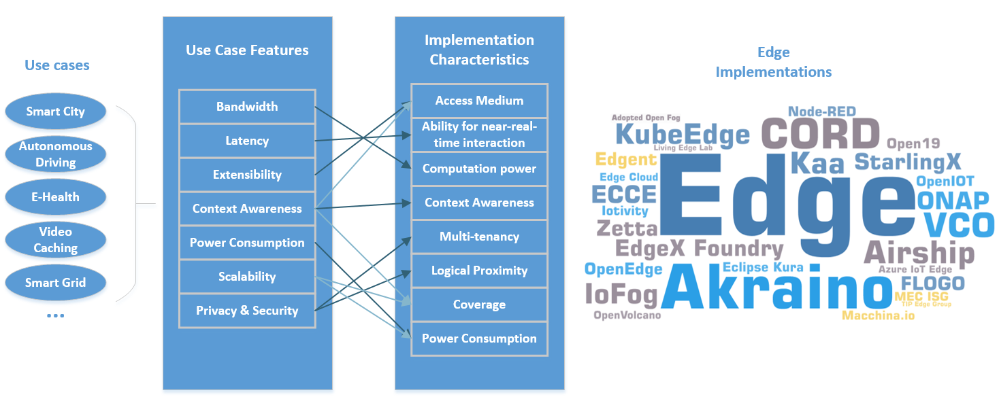 Use cases
Smart City
Autonomous
Driving
E-Health
Video
Caching
Smart Grid
...
Use Case Features
Bandwidth
Latency
Extensibility
Context Awareness
Power Consumption
Scalability
Privacy & Security
Implementation
Characteristics
Access Medium
Ability for near-real-
time interaction
Computation power
Context Awareness
Multi-tenancy
Logical Proximity
Coverage
Power Consumption
Edge
Implementations
Node-RED
Adopted Open Fog
KubeEdge
CORD
Living Edge Lab
Open19
Edgent
Edge
Kaa
StarlingX
Edge Cloud
OpenIOT
ECCE
ONAP
Iotivity
VCO
Zetta
EdgeX Foundry
Airship
OpenEdge
Akraino
Eclipse Kura
Azure IoT Edge
IoFog
FLOGO
MEC ISG
TIP Edge Group
OpenVolcano
Macchina.io